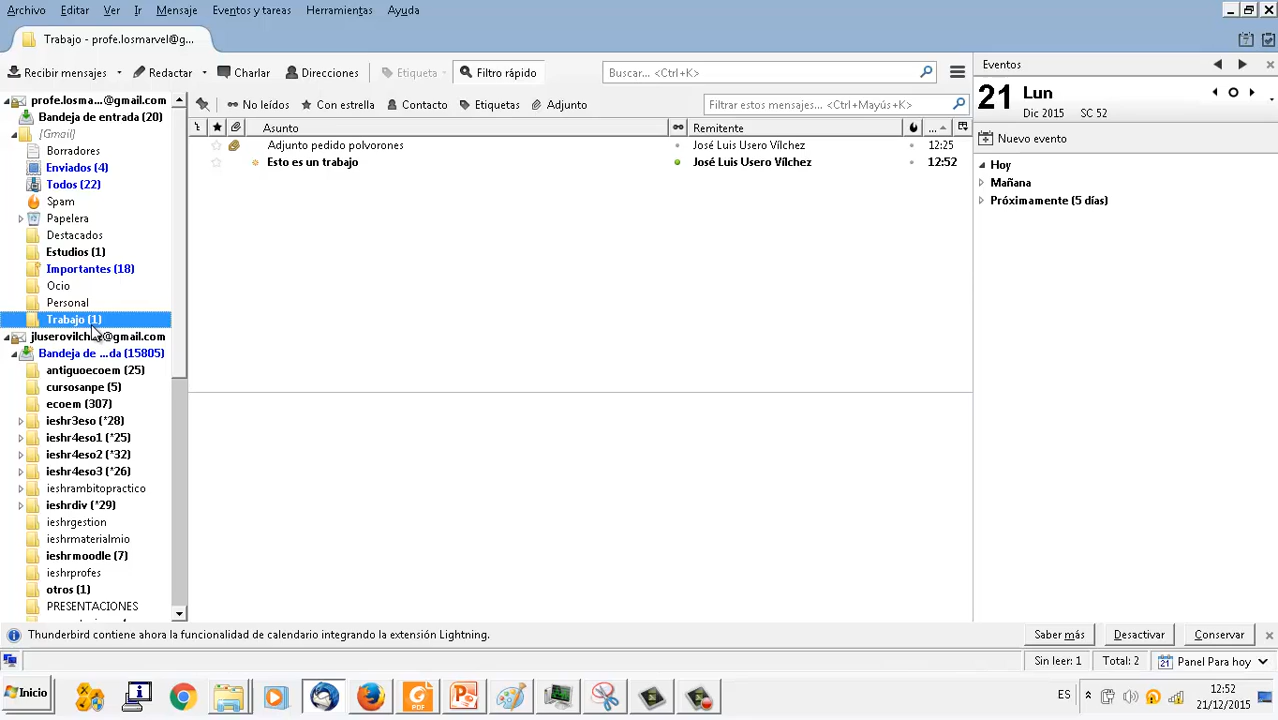 Archivo Editar Ver Ir Mensaje Eventos y tareas Herramientas Ayuda
Trabajo - profe.losmarvel@g...
Recibir mensajes Redactar Charlar Direcciones Etiqueta Filtro rápido Buscar... <Ctrl+K>
No leído Con estrella Contacto Etiquetas Adjunto Filtrar estos mensajes... <Ctrl+Mayús+K>
Asunto Remitente ...
Adjunto pedido polvorones José Luis Usero Vílchez 12:25
Esto es un trabajo José Luis Usero Vílchez 12:52
profe.losma...@gmail.com
Bandeja de entrada (20)
[Gmail]
Borradores
Enviados (4)
Todos (22)
Spam
Papelera
Destacados
Estudios (1)
Importantes (18)
Ocio
Personal
Trabajo (1)
Bandeja de ...da (15805)
antiguoecoem (25)
cursosanpe (5)
ecoem (307)
ieshr3eso (*28)
ieshr4eso1 (*25)
ieshr4eso2 (*32)
ieshr4eso3 (*26)
ieshrambitopractico
ieshrdiv (*29)
ieshrgestion
ieshrmaterialmio
ieshrmoodle (7)
ieshrprofes
otros (1)
PRESENTACIONES
Eventos
21 Lun
Dic 2015 SC 52
Nuevo evento
Hoy
Mañana
Próximamente (5 días)
Thunderbird contiene ahora la funcionalidad de calendario integrando la extensión Lightning. Saber más Desactivar Conservar
Sin leer: 1 Total: 2 21 Panel Para hoy
Inicio PDF ES 12:52
21/12/2015